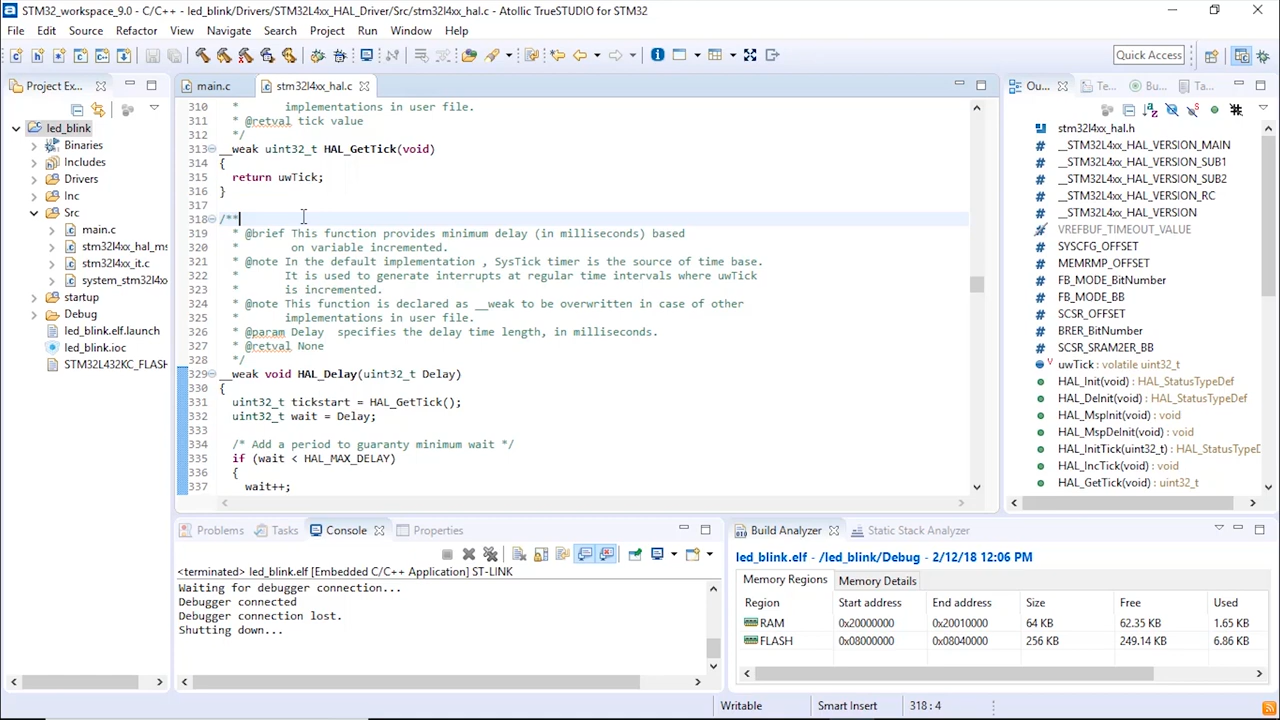 STM32_workspace_9.0 - C/C++ - led_blink/Drivers/STM32L4xx_HAL_Driver/Src/stm32l4xx_hal.c - Atollic TrueSTUDIO for STM32
File Edit Source Refactor View Navigate Search Project Run Window Help
Quick Access
Project Ex...
led_blink
Binaries
Includes
Drivers
Inc
Src
main.c
stm32l4xx_hal_ms
stm32l4xx_it.c
system_stm32l4xx
startup
Debug
led_blink.elf.launch
led_blink.ioc
STM32L432KC_FLASH
main.c stm32l4xx_hal.c
310 * implementations in user file.
311 * @retval tick value
312 */
313 __weak uint32_t HAL_GetTick(void)
314 {
315 return uwTick;
316 }
317
318 /**
319 * @brief This function provides minimum delay (in milliseconds) based
320 * on variable incremented.
321 * @note In the default implementation , SysTick timer is the source of time base.
322 * It is used to generate interrupts at regular time intervals where uwTick
323 * is incremented.
324 * @note This function is declared as __weak to be overwritten in case of other
325 * implementations in user file.
326 * @param Delay specifies the delay time length, in milliseconds.
327 * @retval None
328 */
329 __weak void HAL_Delay(uint32_t Delay)
330 {
331 uint32_t tickstart = HAL_GetTick();
332 uint32_t wait = Delay;
333
334 /* Add a period to guaranty minimum wait */
335 if (wait < HAL_MAX_DELAY)
336 {
337 wait++;
Ou... Te... Bu... Ta...
stm32l4xx_hal.h
__STM32L4xx_HAL_VERSION_MAIN
__STM32L4xx_HAL_VERSION_SUB1
__STM32L4xx_HAL_VERSION_SUB2
__STM32L4xx_HAL_VERSION_RC
__STM32L4xx_HAL_VERSION
VREFBUF_TIMEOUT_VALUE
SYSCFG_OFFSET
MEMRMP_OFFSET
FB_MODE_BitNumber
FB_MODE_BB
SCSR_OFFSET
BRER_BitNumber
SCSR_SRAM2ER_BB
uwTick : volatile uint32_t
HAL_Init(void) : HAL_StatusTypeDef
HAL_DeInit(void) : HAL_StatusTypeDef
HAL_MspInit(void) : void
HAL_MspDeInit(void) : void
HAL_InitTick(uint32_t) : HAL_StatusTypeD
HAL_IncTick(void) : void
HAL_GetTick(void) : uint32_t
Problems Tasks Console Properties
<terminated> led_blink.elf [Embedded C/C++ Application] ST-LINK
Waiting for debugger connection...
Debugger connected
Debugger connection lost.
Shutting down...
Build Analyzer Static Stack Analyzer
led_blink.elf - /led_blink/Debug - 2/12/18 12:06 PM
Memory Regions Memory Details
Region Start address End address Size Free Used
RAM 0x20000000 0x20010000 64 KB 62.35 KB 1.65 KB
FLASH 0x08000000 0x08040000 256 KB 249.14 KB 6.86 KB
Writable Smart Insert 318 : 4